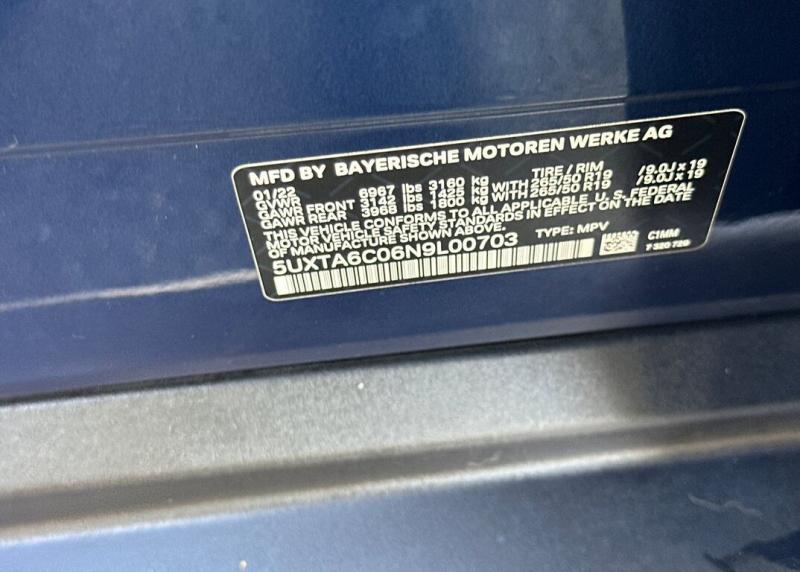 MFD BY BAYERISCHE MOTOREN WERKE AG
01/22 TIRE / RIM
GVWR 6967 lbs 3160 kg
GAWR FRONT 3142 lbs 1425 kg WITH 265/50 R19 /9.0J x 19
GAWR REAR 3968 lbs 1800 kg WITH 265/50 R19 /9.0J x 19
THIS VEHICLE CONFORMS TO ALL APPLICABLE U.S. FEDERAL
MOTOR VEHICLE SAFETY STANDARDS IN EFFECT ON THE DATE
OF MANUFACTURE SHOWN ABOVE.
5UXTA6C06N9L00703 TYPE: MPV
C1MM
7 320 729